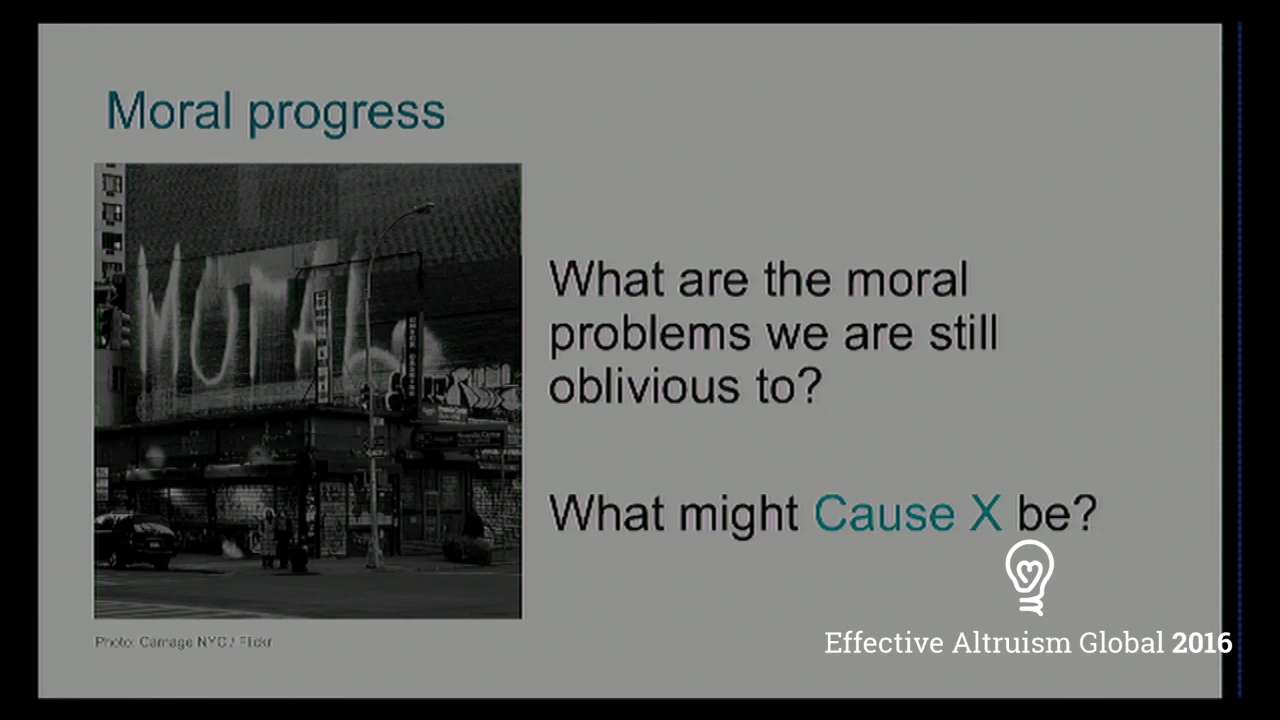 Moral progress
MORAL
What are the moral
problems we are still
oblivious to?
What might Cause X be?
Photo: Carnage NYC / Flickr
Effective Altruism Global 2016